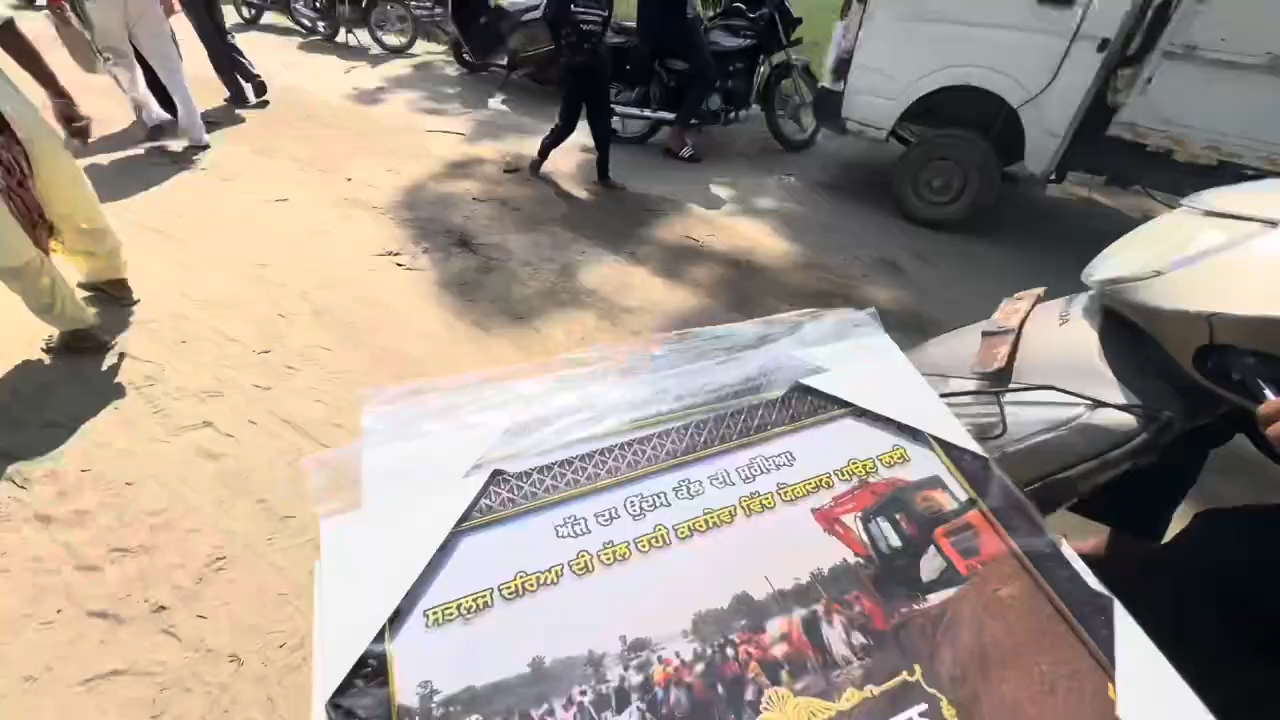 ਅੱਜ ਦਾ ਉੱਦਮ ਕੱਲ ਦੀ ਸੁਰੱਖਿਆ
ਸਤਲੁਜ ਦਰਿਆ ਦੀ ਚੱਲ ਰਹੀ ਕਾਰਸੇਵਾ ਵਿੱਚ ਯੋਗਦਾਨ ਪਾਉਣ ਲਈ